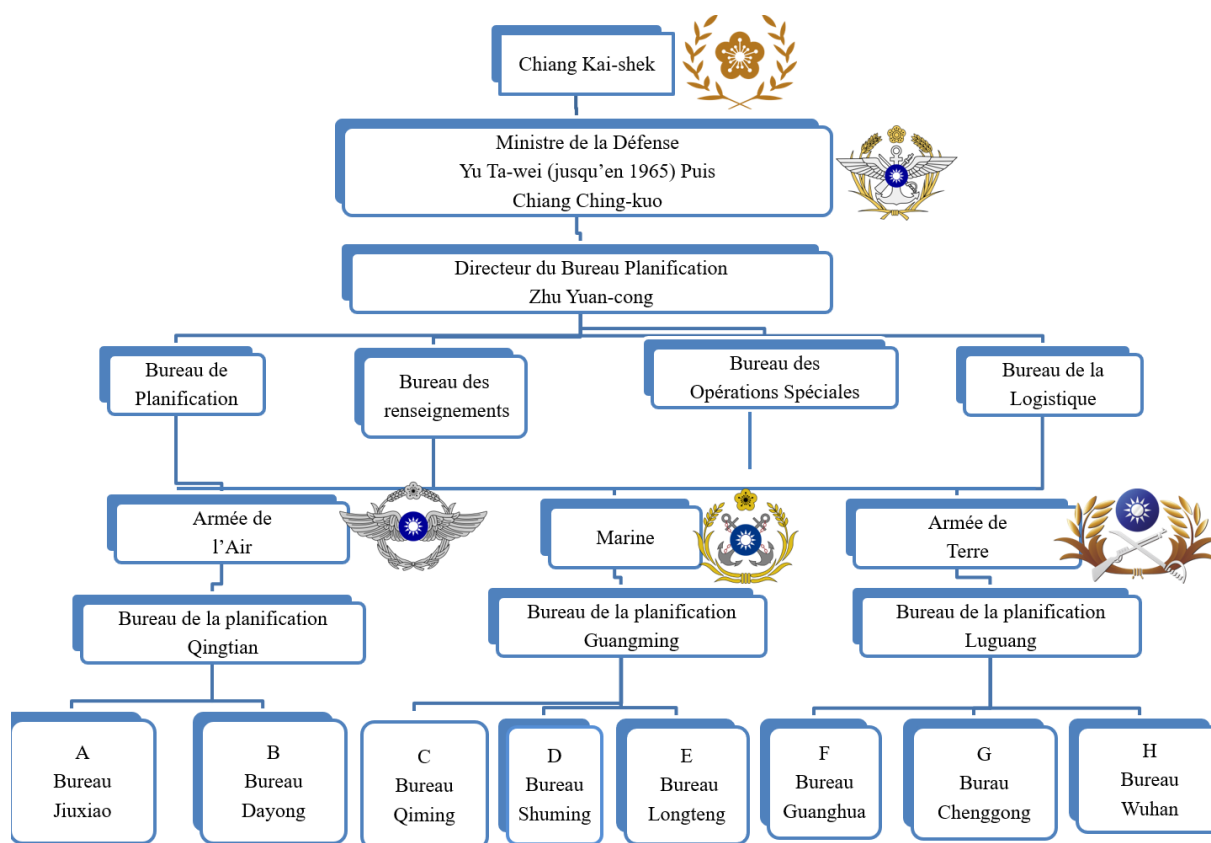 Chiang Kai-shek
Ministre de la Défense
Yu Ta-wei (jusqu'en 1965) Puis
Chiang Ching-kuo
Directeur du Bureau Planification
Zhu Yuan-cong
Bureau de
Planification
Bureau des
renseignements
Bureau des
Opérations Spéciales
Bureau de la
Logistique
Armée de
l'Air
Marine
Armée de
Terre
Bureau de la planification
Qingtian
Bureau de la planification
Guangming
Bureau de la planification
Luguang
A
Bureau
Jiuxiao
B
Bureau
Dayong
C
Bureau
Qiming
D
Bureau
Shuming
E
Bureau
Longteng
F
Bureau
Guanghua
G
Burau
Chenggong
H
Bureau
Wuhan